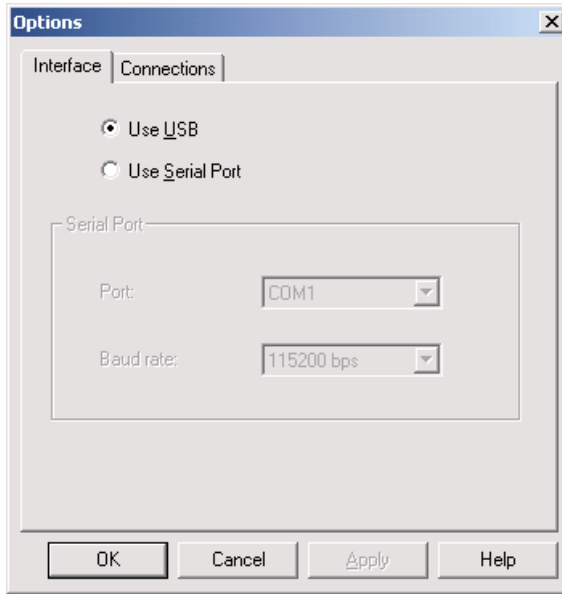 Options
Interface Connections
Use USB
Use Serial Port
Serial Port
Port: COM1
Baud rate: 115200 bps
OK Cancel Apply Help